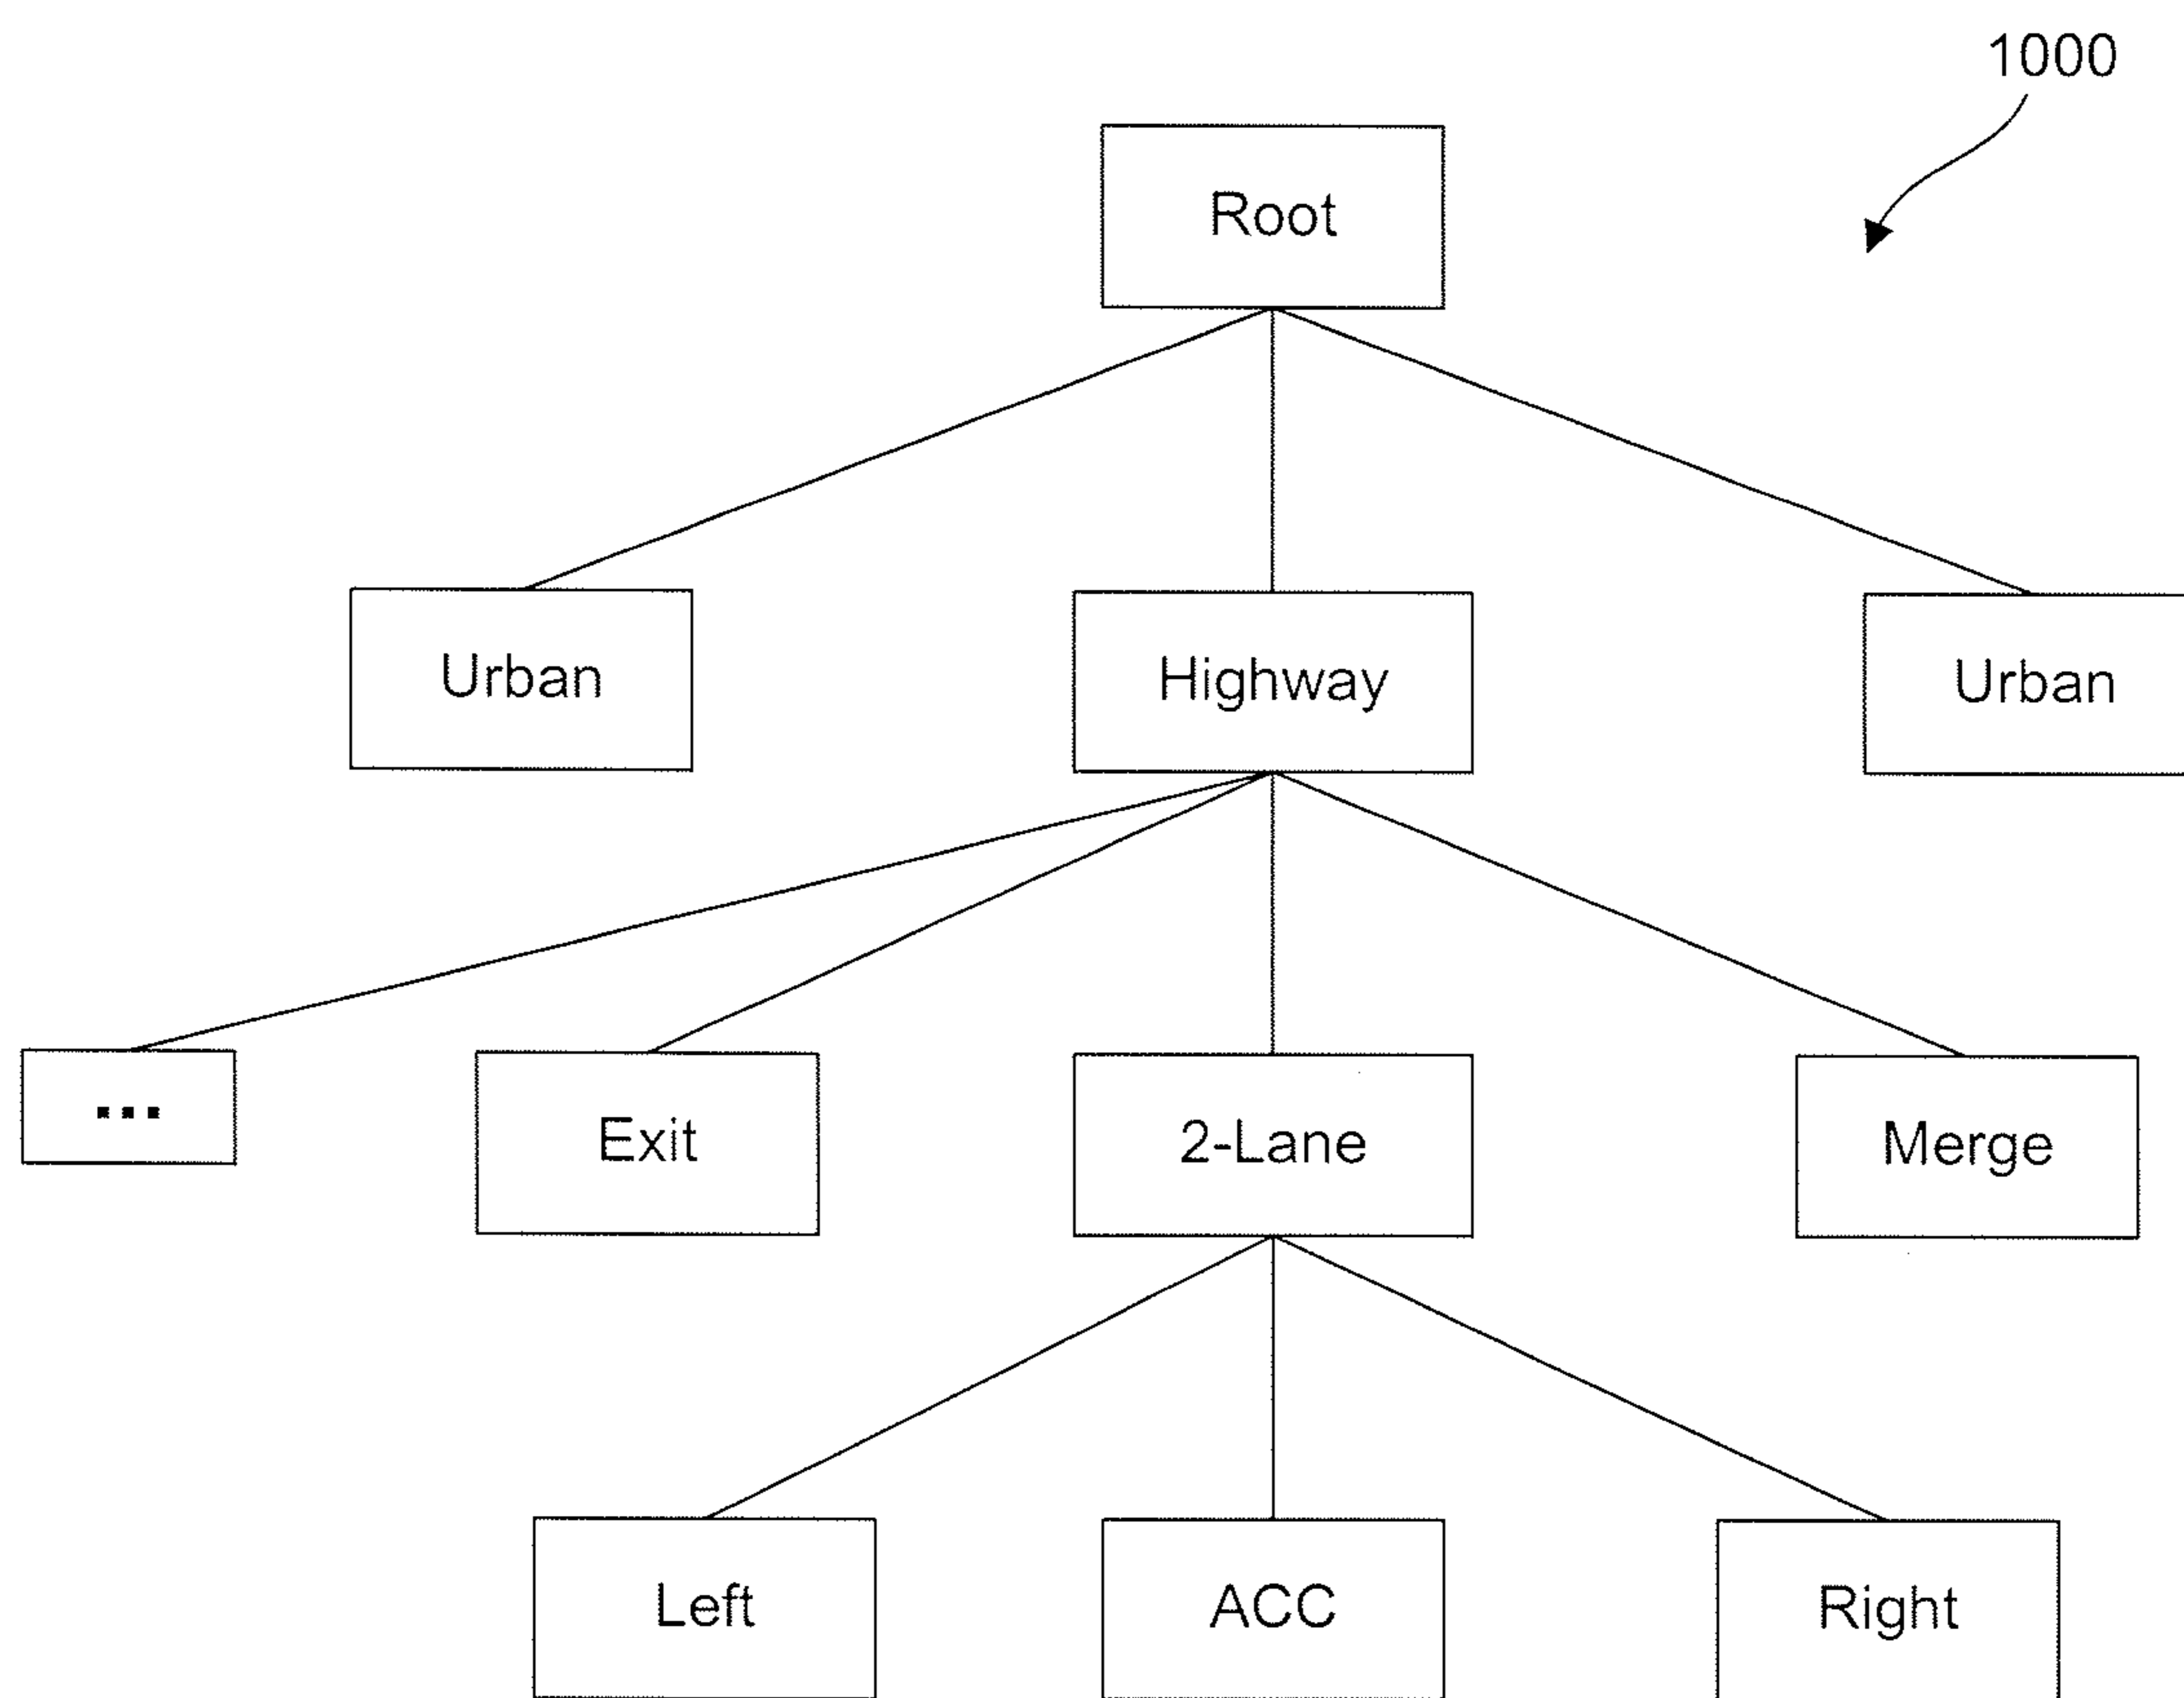 1000
Root
Urban
Highway
Urban
...
Exit
2-Lane
Merge
Left
ACC
Right